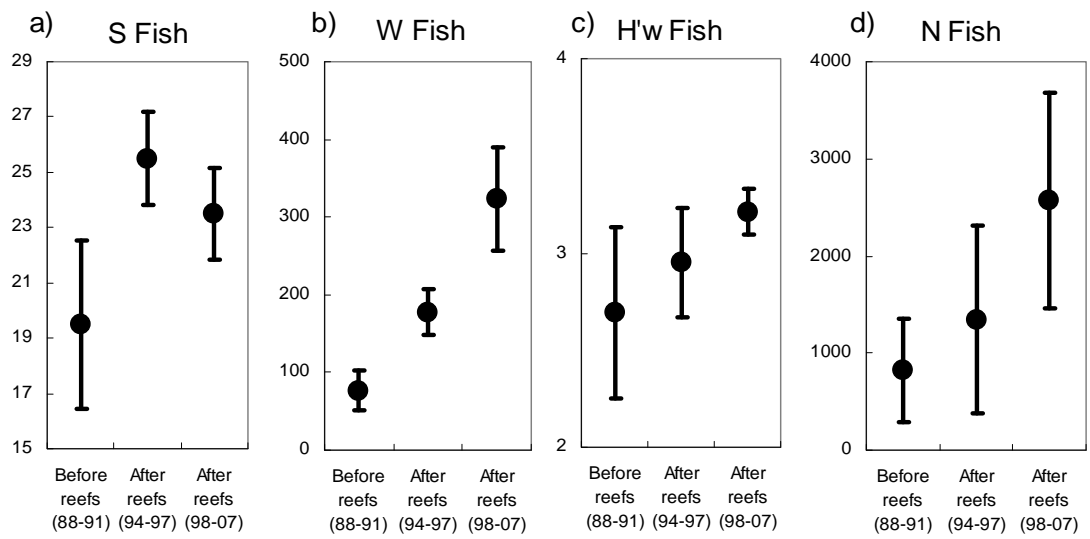 a) S Fish
29
27
25
23
21
19
17
15
Before After After
reefs reefs reefs
(88-91) (94-97) (98-07)
b) W Fish
500
400
300
200
100
0
Before After After
reefs reefs reefs
(88-91) (94-97) (98-07)
c) H'w Fish
4
3
2
Before After After
reefs reefs reefs
(88-91) (94-97) (98-07)
d) N Fish
4000
3000
2000
1000
0
Before After After
reefs reefs reefs
(88-91) (94-97) (98-07)